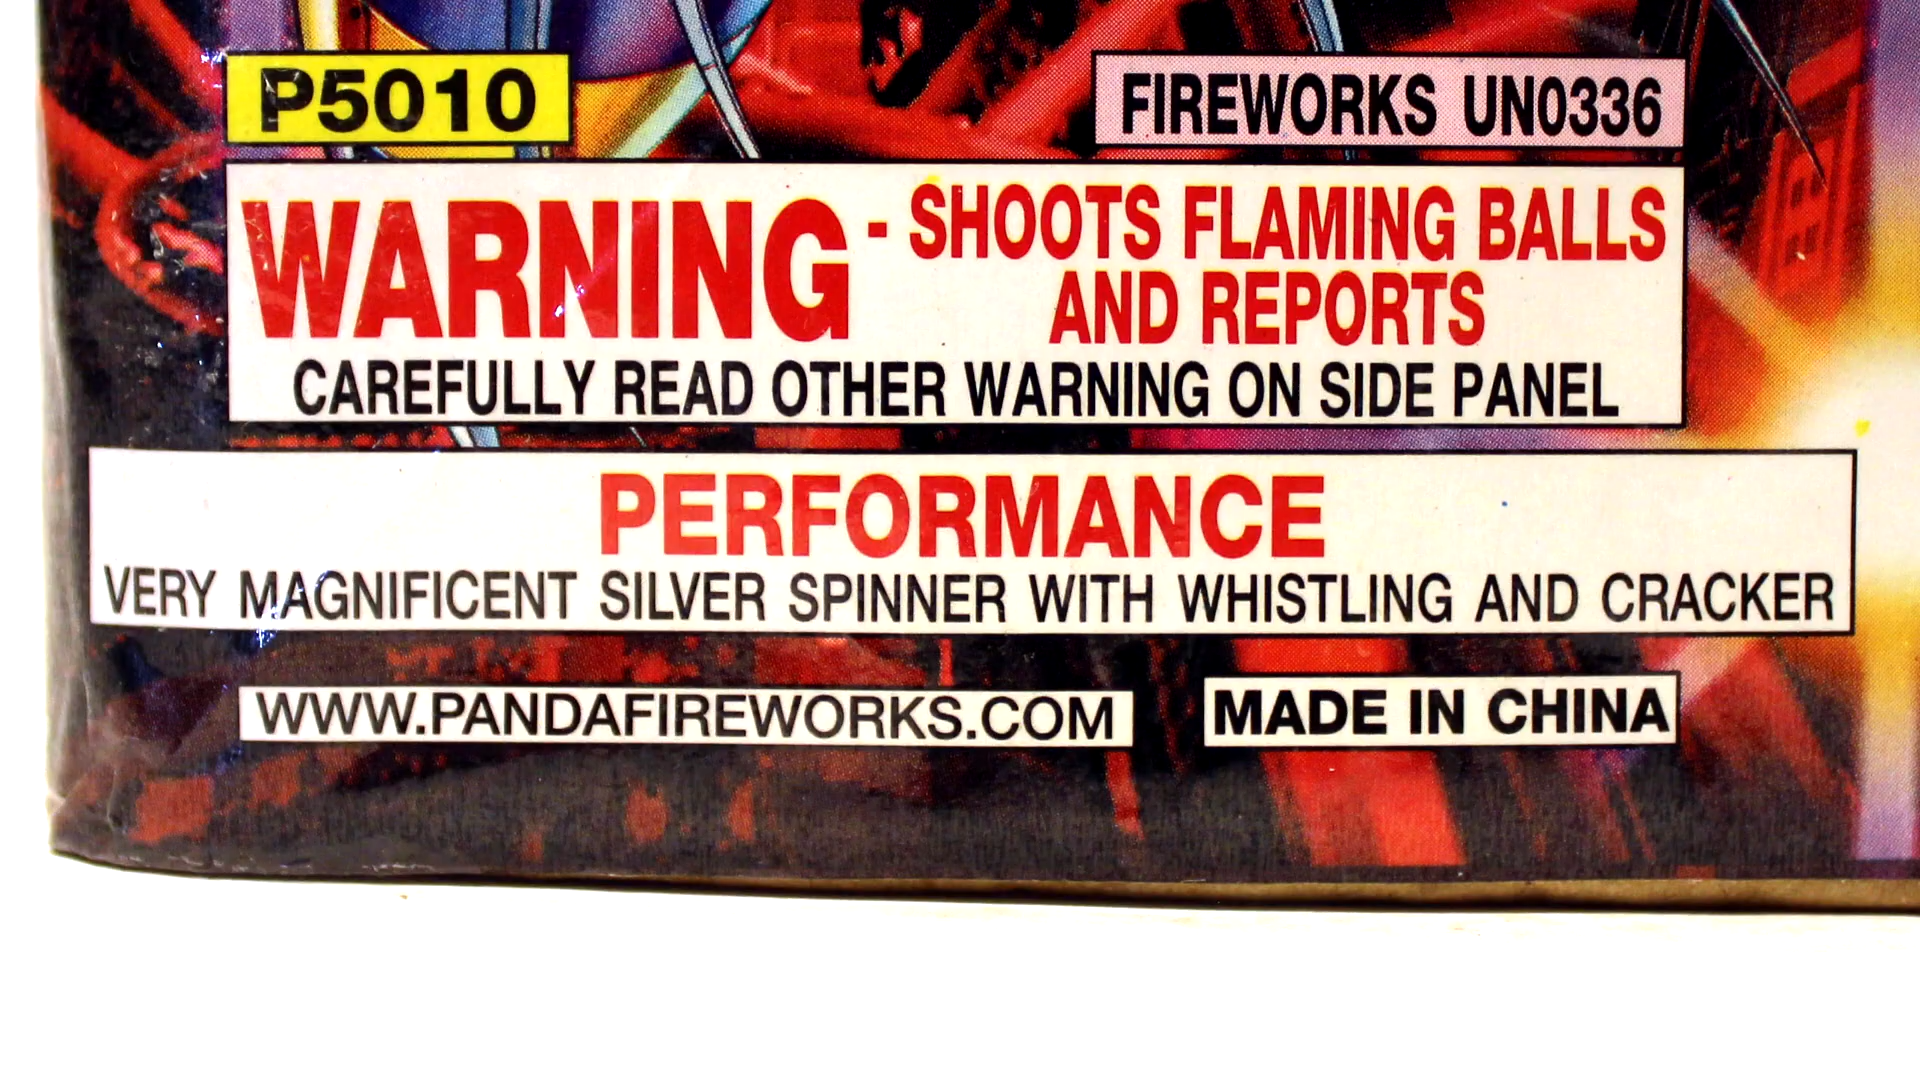 P5010
FIREWORKS UN0336
WARNING - SHOOTS FLAMING BALLS
AND REPORTS
CAREFULLY READ OTHER WARNING ON SIDE PANEL
PERFORMANCE
VERY MAGNIFICENT SILVER SPINNER WITH WHISTLING AND CRACKER
WWW.PANDAFIREWORKS.COM
MADE IN CHINA